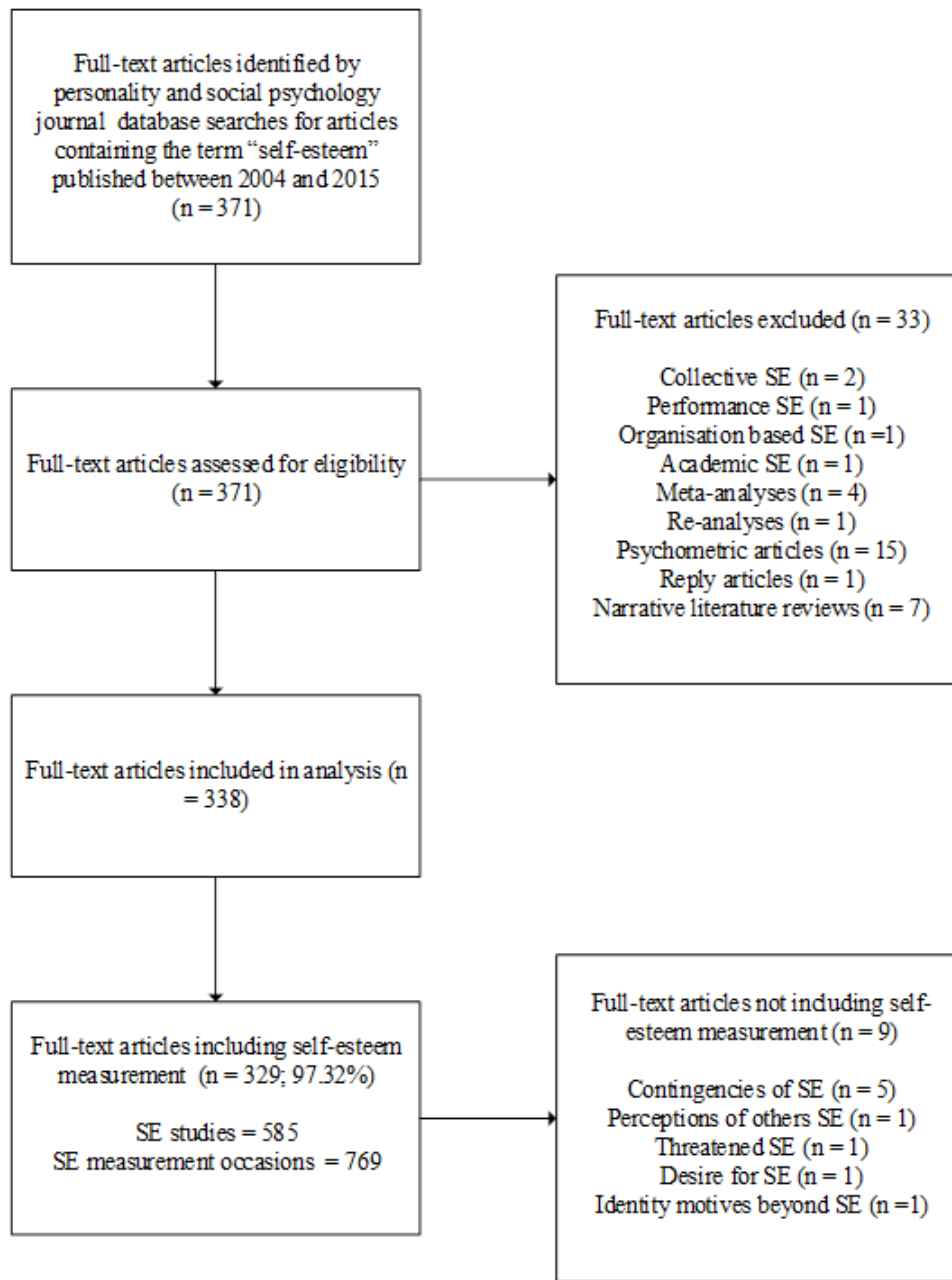 Full-text articles identified by
personality and social psychology
journal database searches for articles
containing the term “self-esteem”
published between 2004 and 2015
(n = 371)
Full-text articles excluded (n = 33)
Collective SE (n = 2)
Performance SE (n = 1)
Organisation based SE (n =1)
Academic SE (n = 1)
Meta-analyses (n = 4)
Re-analyses (n = 1)
Psychometric articles (n = 15)
Reply articles (n = 1)
Narrative literature reviews (n = 7)
Full-text articles assessed for eligibility
(n = 371)
Full-text articles included in analysis (n
= 338)
Full-text articles including self-esteem
measurement (n = 329; 97.32%)
SE studies = 585
SE measurement occasions = 769
Full-text articles not including self-
esteem measurement (n = 9)
Contingencies of SE (n = 5)
Perceptions of others SE (n = 1)
Threatened SE (n = 1)
Desire for SE (n = 1)
Identity motives beyond SE (n =1)